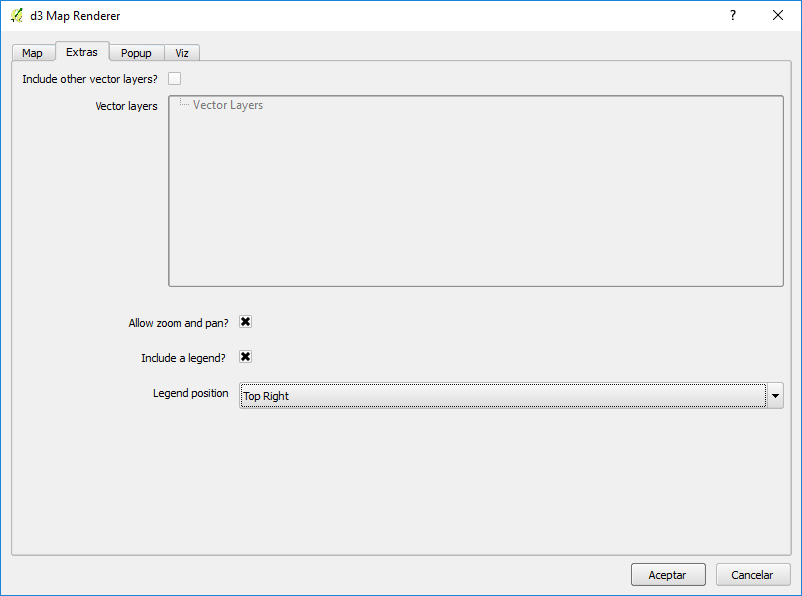 d3 Map Renderer
Map Extras Popup Viz
Include other vector layers?
Vector layers
Vector Layers
Allow zoom and pan?
Include a legend?
Legend position
Top Right
Aceptar Cancelar